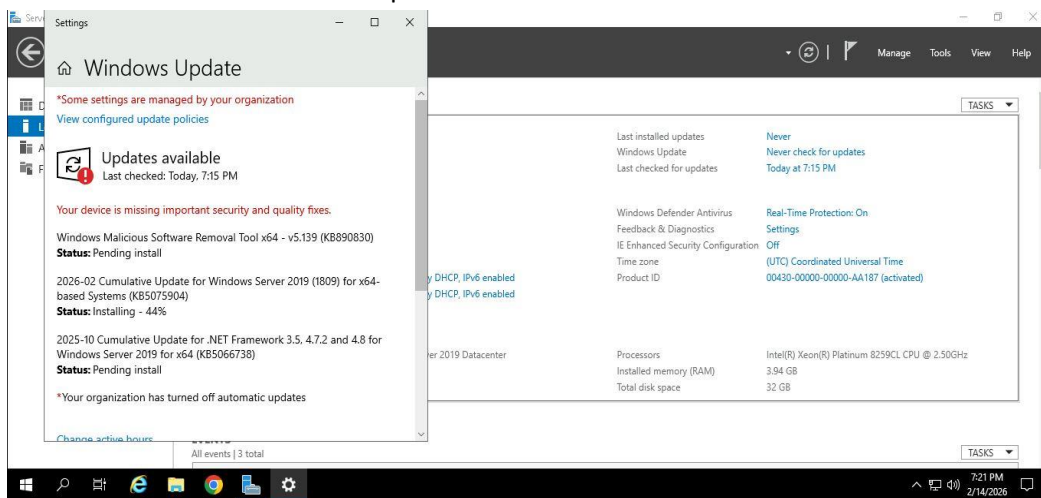 Serv
Settings
Windows Update
*Some settings are managed by your organization
View configured update policies
Updates available
Last checked: Today, 7:15 PM
Your device is missing important security and quality fixes.
Windows Malicious Software Removal Tool x64 - v5.139 (KB890830)
Status: Pending install
2026-02 Cumulative Update for Windows Server 2019 (1809) for x64-
based Systems (KB5075904)
Status: Installing - 44%
2025-10 Cumulative Update for .NET Framework 3.5, 4.7.2 and 4.8 for
Windows Server 2019 for x64 (KB5066738)
Status: Pending install
*Your organization has turned off automatic updates
Change active hours
Manage Tools View Help
D
L
A
F
TASKS
Last installed updates Never
Windows Update Never check for updates
Last checked for updates Today at 7:15 PM
Windows Defender Antivirus Real-Time Protection: On
Feedback & Diagnostics Settings
IE Enhanced Security Configuration Off
Time zone (UTC) Coordinated Universal Time
y DHCP, IPv6 enabled Product ID 00430-00000-00000-AA187 (activated)
y DHCP, IPv6 enabled
er 2019 Datacenter Processors Intel(R) Xeon(R) Platinum 8259CL CPU @ 2.50GHz
Installed memory (RAM) 3.94 GB
Total disk space 32 GB
EVENTS
All events | 3 total
TASKS
7:21 PM
2/14/2026